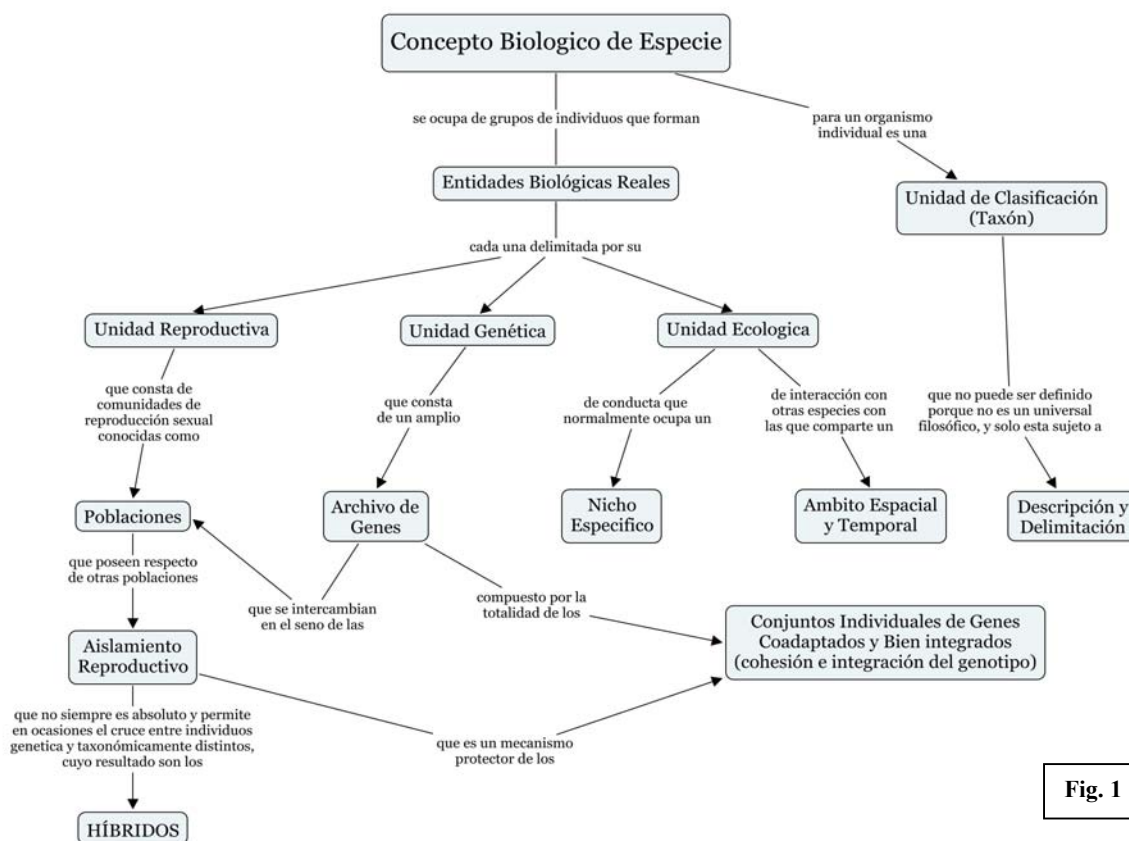 Concepto Biologico de Especie
se ocupa de grupos de individuos que forman
para un organismo
individual es una
Entidades Biológicas Reales
Unidad de Clasificación
(Taxón)
cada una delimitada por su
Unidad Reproductiva
Unidad Genética
Unidad Ecologica
que consta de
comunidades de
reproducción sexual
conocidas como
que consta
de un amplio
de conducta que
normalmente ocupa un
de interacción con
otras especies con
las que comparte un
que no puede ser definido
porque no es un universal
filosófico, y solo esta sujeto a
Poblaciones
Archivo de
Genes
Nicho
Especifico
Ambito Espacial
y Temporal
Descripción y
Delimitación
que poseen respecto
de otras poblaciones
que se intercambian
en el seno de las
compuesto por la
totalidad de los
Aislamiento
Reproductivo
Conjuntos Individuales de Genes
Coadaptados y Bien integrados
(cohesión e integración del genotipo)
que no siempre es absoluto y permite
en ocasiones el cruce entre individuos
genetica y taxonómicamente distintos,
cuyo resultado son los
que es un mecanismo
protector de los
HÍBRIDOS
Fig. 1